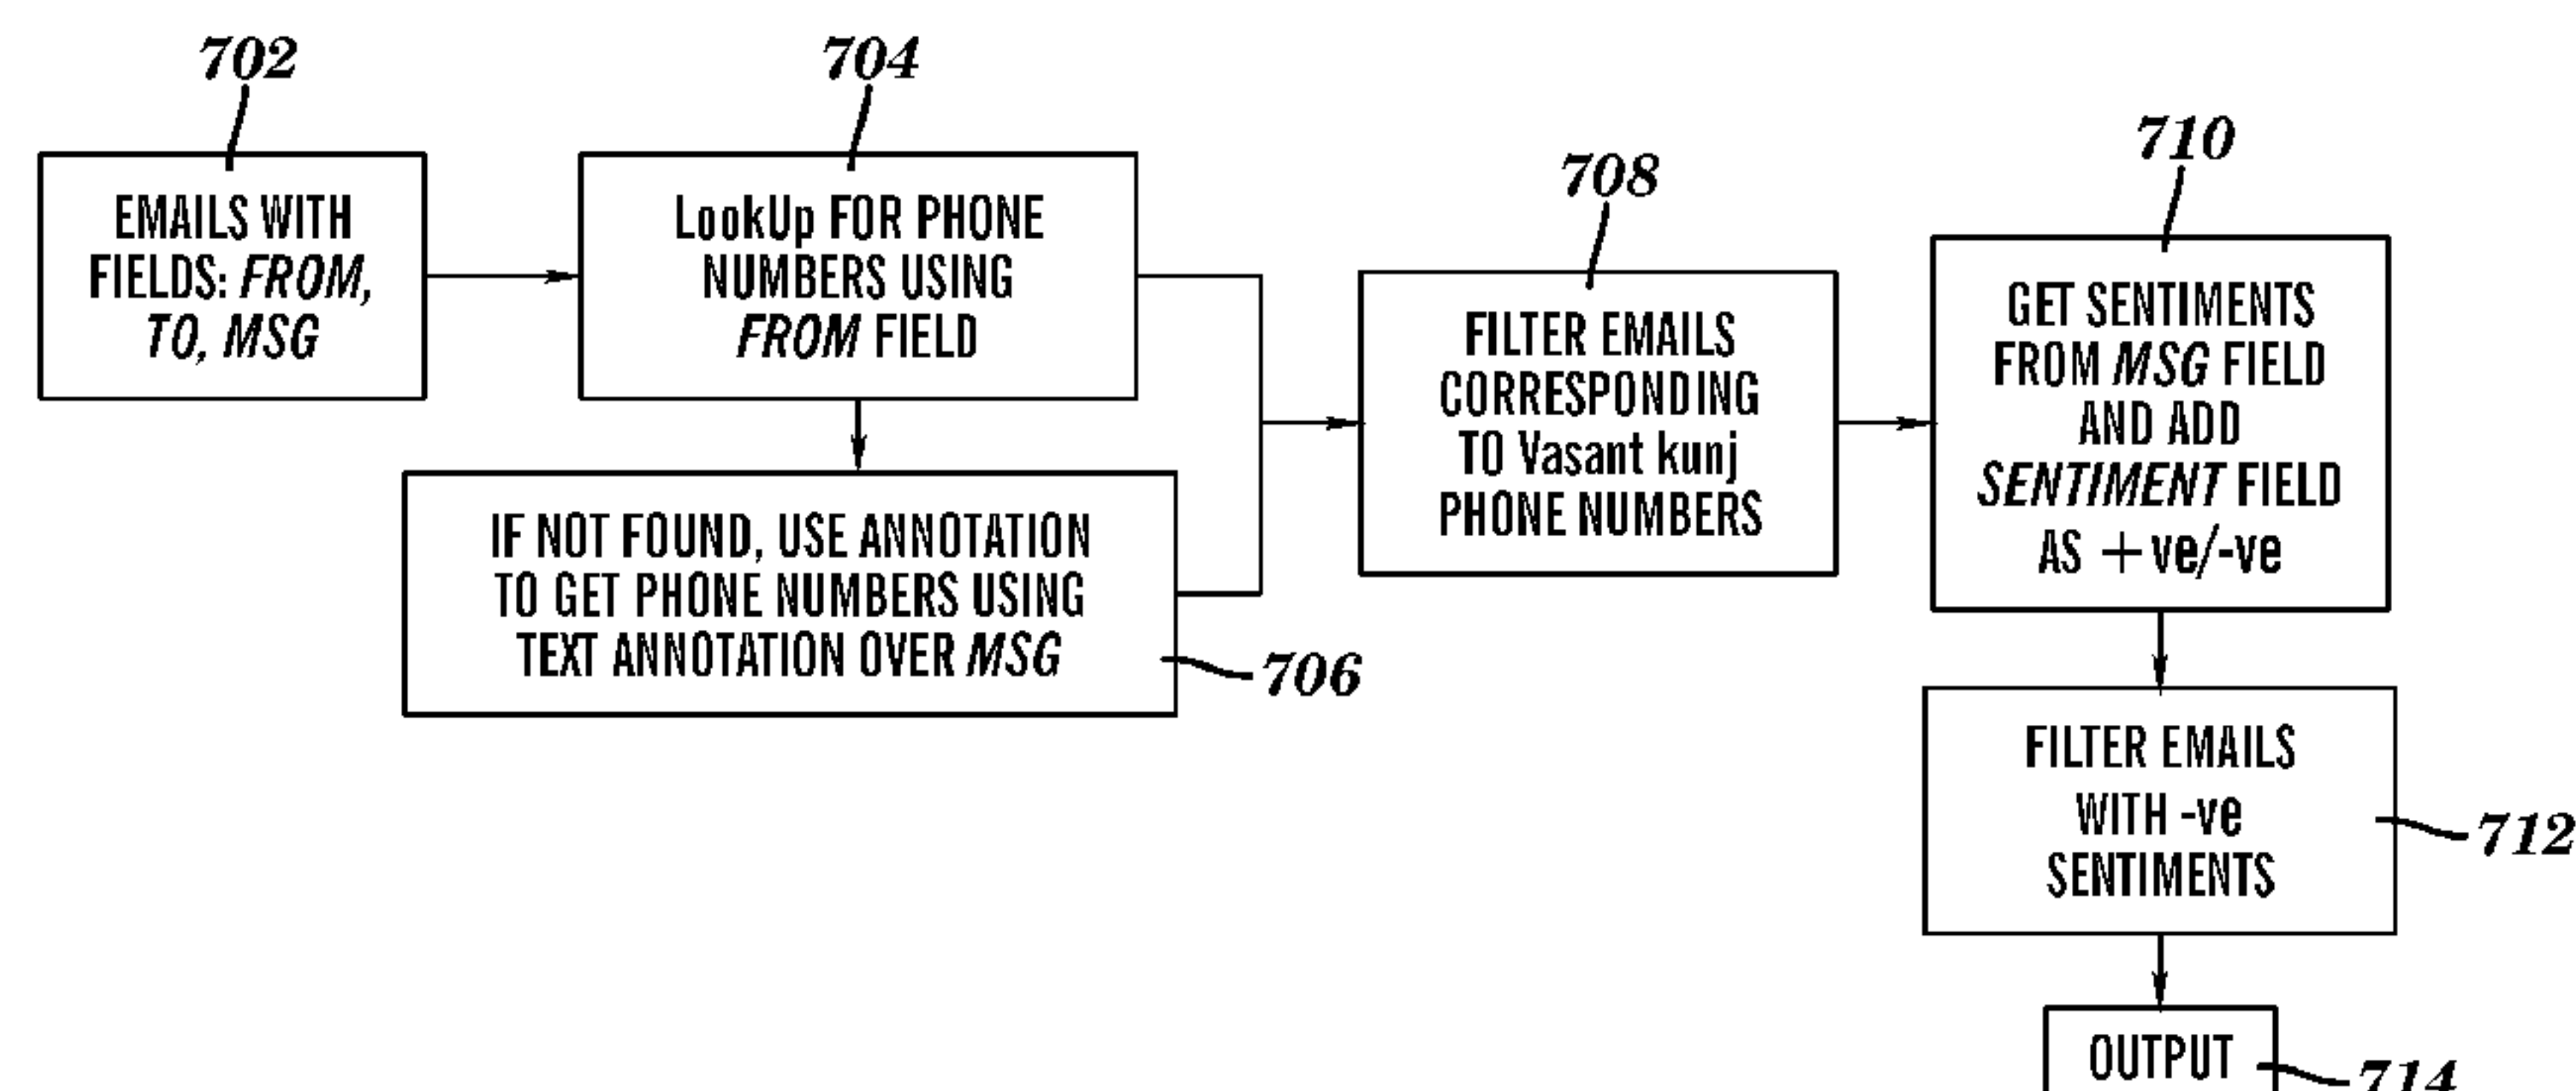 702
EMAILS WITH
FIELDS: FROM,
TO, MSG
704
LookUp FOR PHONE
NUMBERS USING
FROM FIELD
IF NOT FOUND, USE ANNOTATION
TO GET PHONE NUMBERS USING
TEXT ANNOTATION OVER MSG
706
708
FILTER EMAILS
CORRESPONDING
TO Vasant kunj
PHONE NUMBERS
710
GET SENTIMENTS
FROM MSG FIELD
AND ADD
SENTIMENT FIELD
AS +ve/-ve
FILTER EMAILS
WITH -ve
SENTIMENTS
712
OUTPUT
714